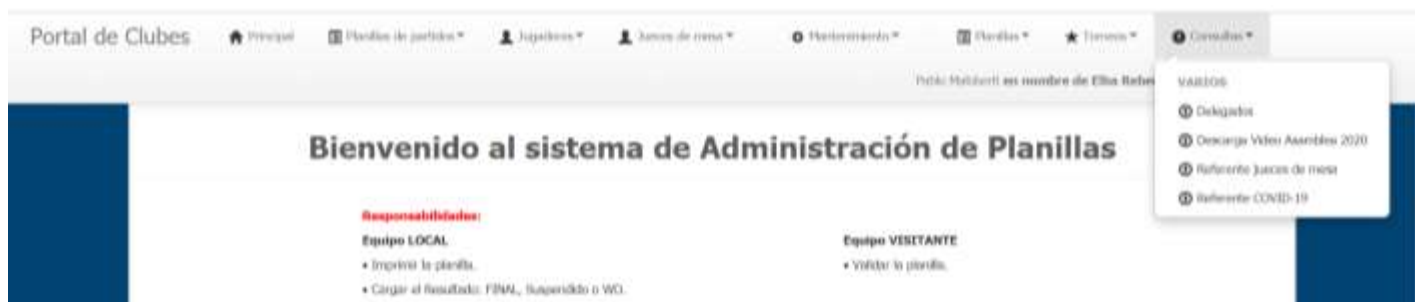 Portal de Clubes Principal Planillas de partidos Jugadores Jueces de mesa Mantenimiento Planillas Torneos Consultas
Pablo en nombre de Elba
VARIOS
Delegados
Descarga Video Asamblea 2020
Referente Jueces de mesa
Referente COVID-19
Bienvenido al sistema de Administración de Planillas
Responsabilidades:
Equipo LOCAL
• Imprimir la planilla.
• Cargar el Resultado: FINAL, Suspendido o WO.
Equipo VISITANTE
• Validar la planilla.